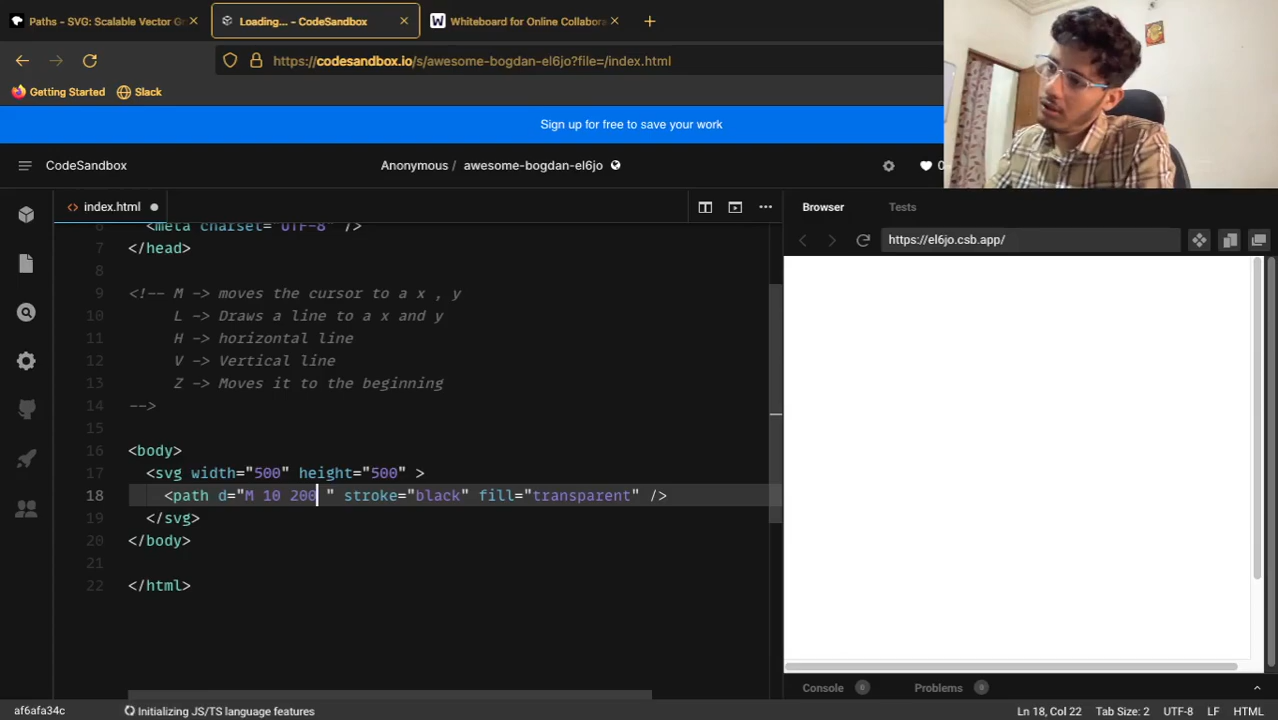 Paths - SVG: Scalable Vector Gr
Loading... - CodeSandbox
Whiteboard for Online Collabora
https://codesandbox.io/s/awesome-bogdan-el6jo?file=/index.html
Getting Started
Slack
Sign up for free to save your work
CodeSandbox
Anonymous / awesome-bogdan-el6jo
0
index.html
Browser
Tests
https://el6jo.csb.app/
6 <meta charset="UTF-8" />
7 </head>
8
9 <!-- M -> moves the cursor to a x , y
10 L -> Draws a line to a x and y
11 H -> horizontal line
12 V -> Vertical line
13 Z -> Moves it to the beginning
14 -->
15
16 <body>
17 <svg width="500" height="500" >
18 <path d="M 10 200 " stroke="black" fill="transparent" />
19 </svg>
20 </body>
21
22 </html>
Console 0
Problems 0
af6afa34c
Initializing JS/TS language features
Ln 18, Col 22
Tab Size: 2
UTF-8
LF
HTML